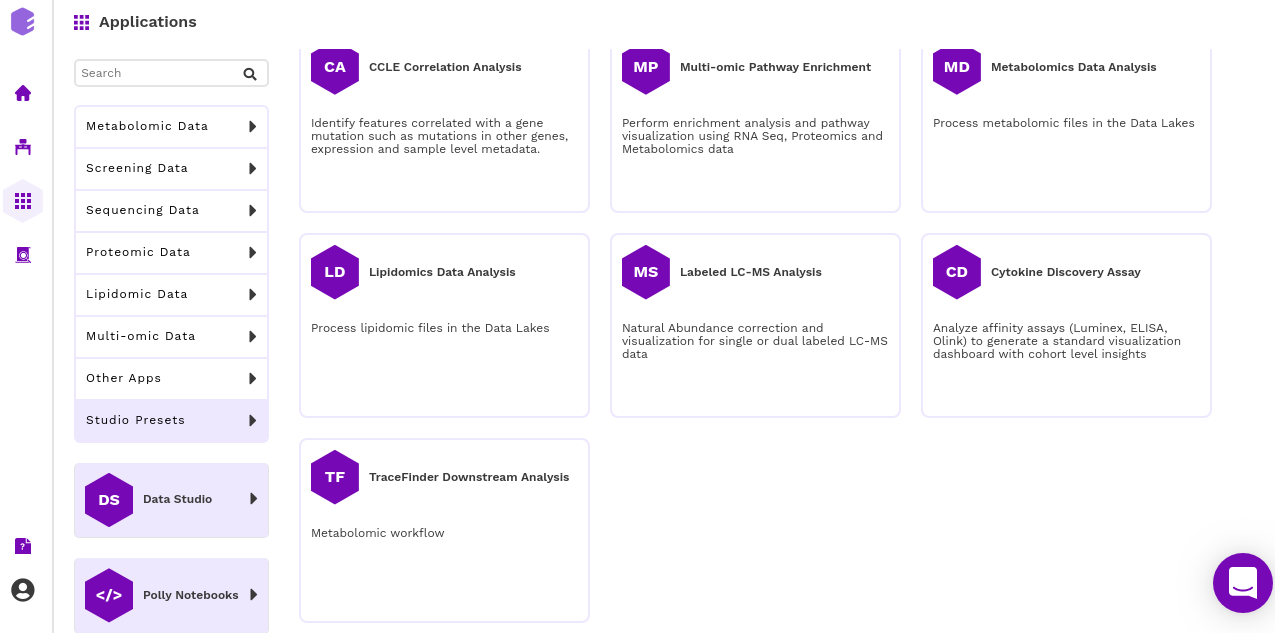 Applications
Search
Metabolomic Data
Screening Data
Sequencing Data
Proteomic Data
Lipidomic Data
Multi-omic Data
Other Apps
Studio Presets
DS Data Studio
</> Polly Notebooks
?
CA CCLE Correlation Analysis
Identify features correlated with a gene
mutation such as mutations in other genes,
expression and sample level metadata.
MP Multi-omic Pathway Enrichment
Perform enrichment analysis and pathway
visualization using RNA Seq, Proteomics and
Metabolomics data
MD Metabolomics Data Analysis
Process metabolomic files in the Data Lakes
LD Lipidomics Data Analysis
Process lipidomic files in the Data Lakes
MS Labeled LC-MS Analysis
Natural Abundance correction and
visualization for single or dual labeled LC-MS
data
CD Cytokine Discovery Assay
Analyze affinity assays (Luminex, ELISA,
Olink) to generate a standard visualization
dashboard with cohort level insights
TF TraceFinder Downstream Analysis
Metabolomic workflow